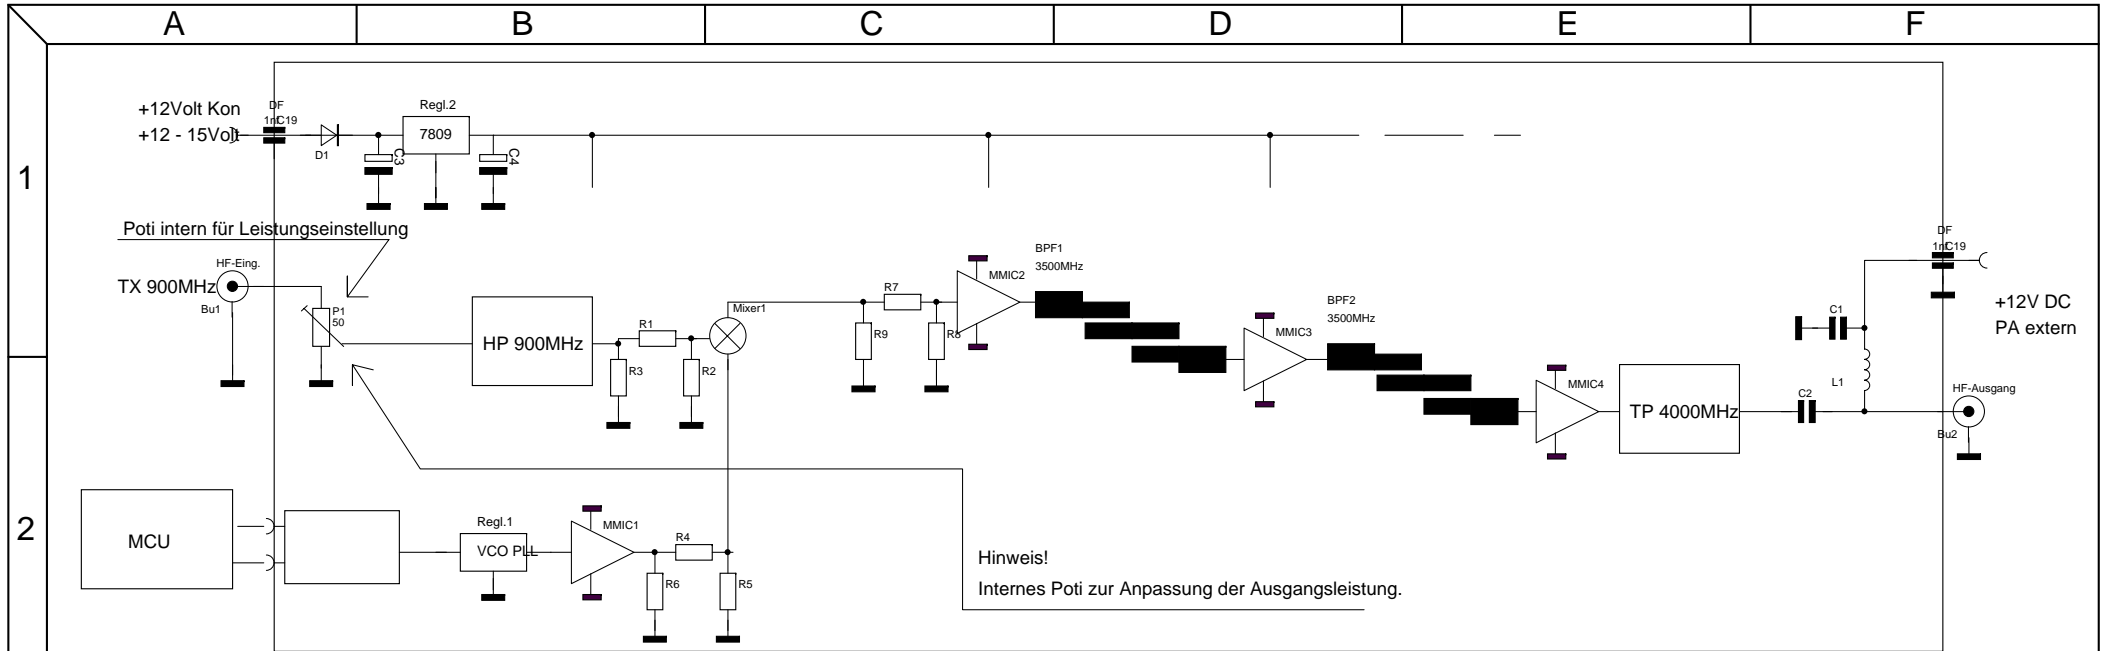 A B C D E F
1
2
+12Volt Kon
+12 - 15Volt
DF
1nf C19
D1
C3
Regl.2
7809
C4
Poti intern für Leistungseinstellung
TX 900MHz
HF-Eing.
Bu1
P1
50
HP 900MHz
R1
R3
R2
Mixer1
R7
R9
R8
MMIC2
BPF1
3500MHz
MMIC3
BPF2
3500MHz
MMIC4
TP 4000MHz
C1
C2
L1
DF
1nf C19
+12V DC
PA extern
HF-Ausgang
Bu2
MCU
Regl.1
VCO PLL
MMIC1
R4
R6
R5
Hinweis!
Internes Poti zur Anpassung der Ausgangsleistung.